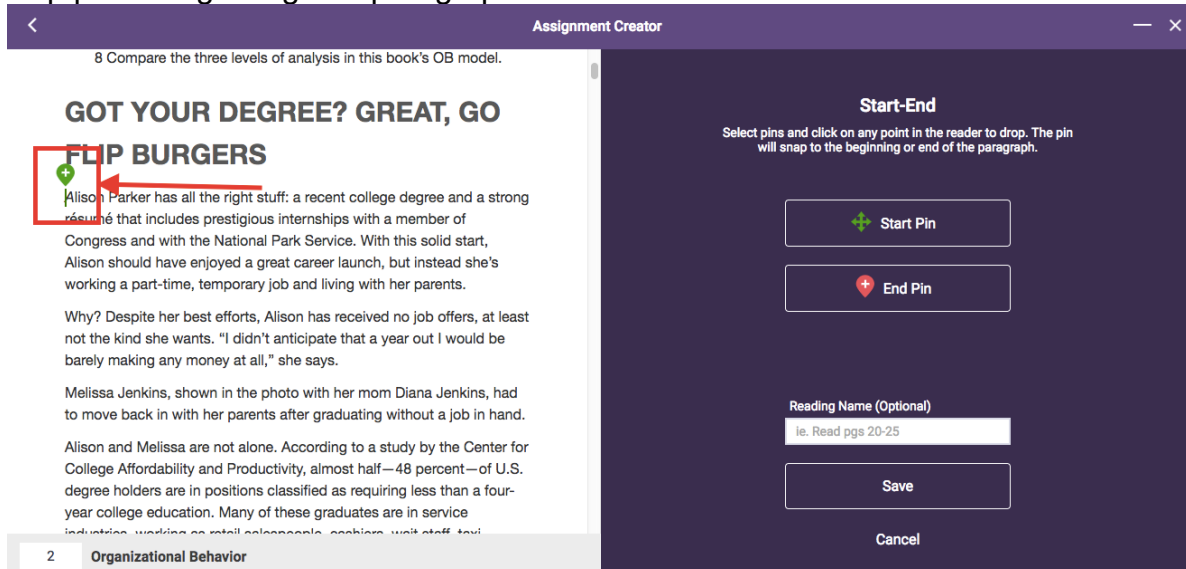 Assignment Creator
8 Compare the three levels of analysis in this book's OB model.
GOT YOUR DEGREE? GREAT, GO
FLIP BURGERS
Alison Parker has all the right stuff: a recent college degree and a strong
résumé that includes prestigious internships with a member of
Congress and with the National Park Service. With this solid start,
Alison should have enjoyed a great career launch, but instead she's
working a part-time, temporary job and living with her parents.
Why? Despite her best efforts, Alison has received no job offers, at least
not the kind she wants. “I didn't anticipate that a year out I would be
barely making any money at all,” she says.
Melissa Jenkins, shown in the photo with her mom Diana Jenkins, had
to move back in with her parents after graduating without a job in hand.
Alison and Melissa are not alone. According to a study by the Center for
College Affordability and Productivity, almost half—48 percent—of U.S.
degree holders are in positions classified as requiring less than a four-
year college education. Many of these graduates are in service
industries, working as retail salespeople, cashiers, wait staff, taxi
2 Organizational Behavior
Start-End
Select pins and click on any point in the reader to drop. The pin
will snap to the beginning or end of the paragraph.
Start Pin
End Pin
Reading Name (Optional)
ie. Read pgs 20-25
Save
Cancel